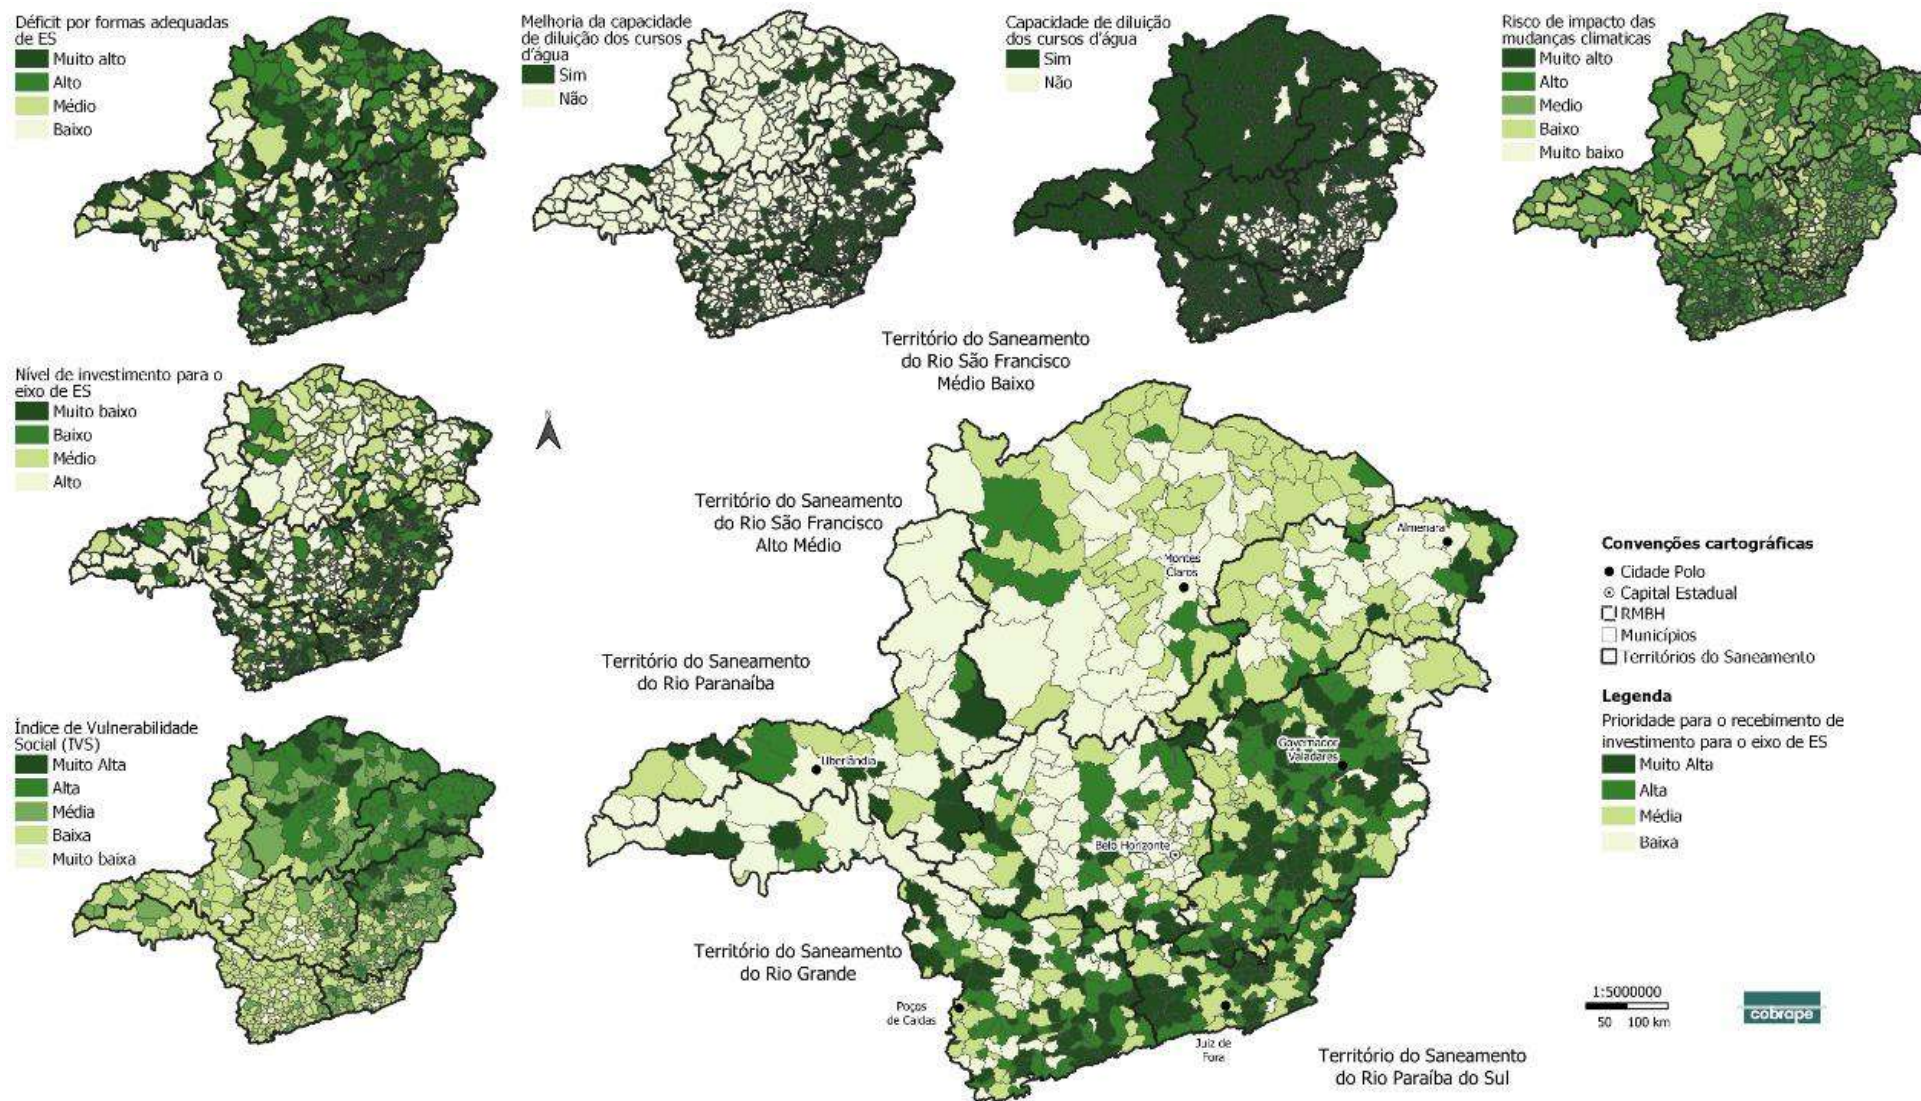 Déficit por formas adequadas
de ES
Muito alto
Alto
Médio
Baixo
Melhoria da capacidade
de diluição dos cursos
d'água
Sim
Não
Capacidade de diluição
dos cursos d'água
Sim
Não
Risco de impacto das
mudanças climaticas
Muito alto
Alto
Medio
Baixo
Muito baixo
Nível de investimento para o
eixo de ES
Muito baixo
Baixo
Médio
Alto
Índice de Vulnerabilidade
Social (IVS)
Muito Alta
Alta
Média
Baixa
Muito baixa
N
Território do Saneamento
do Rio São Francisco
Médio Baixo
Território do Saneamento
do Rio São Francisco
Alto Médio
Território do Saneamento
do Rio Paranaíba
Território do Saneamento
do Rio Grande
Território do Saneamento
do Rio Paraíba do Sul
Almenara
Montes
Claros
Governador
Valadares
Uberlândia
Belo Horizonte
Poços
de Caldas
Juiz de
Fora
Convenções cartográficas
Cidade Polo
Capital Estadual
RMBH
Municípios
Territórios do Saneamento
Legenda
Prioridade para o recebimento de
investimento para o eixo de ES
Muito Alta
Alta
Média
Baixa
1:5000000
50 100 km
cobrape